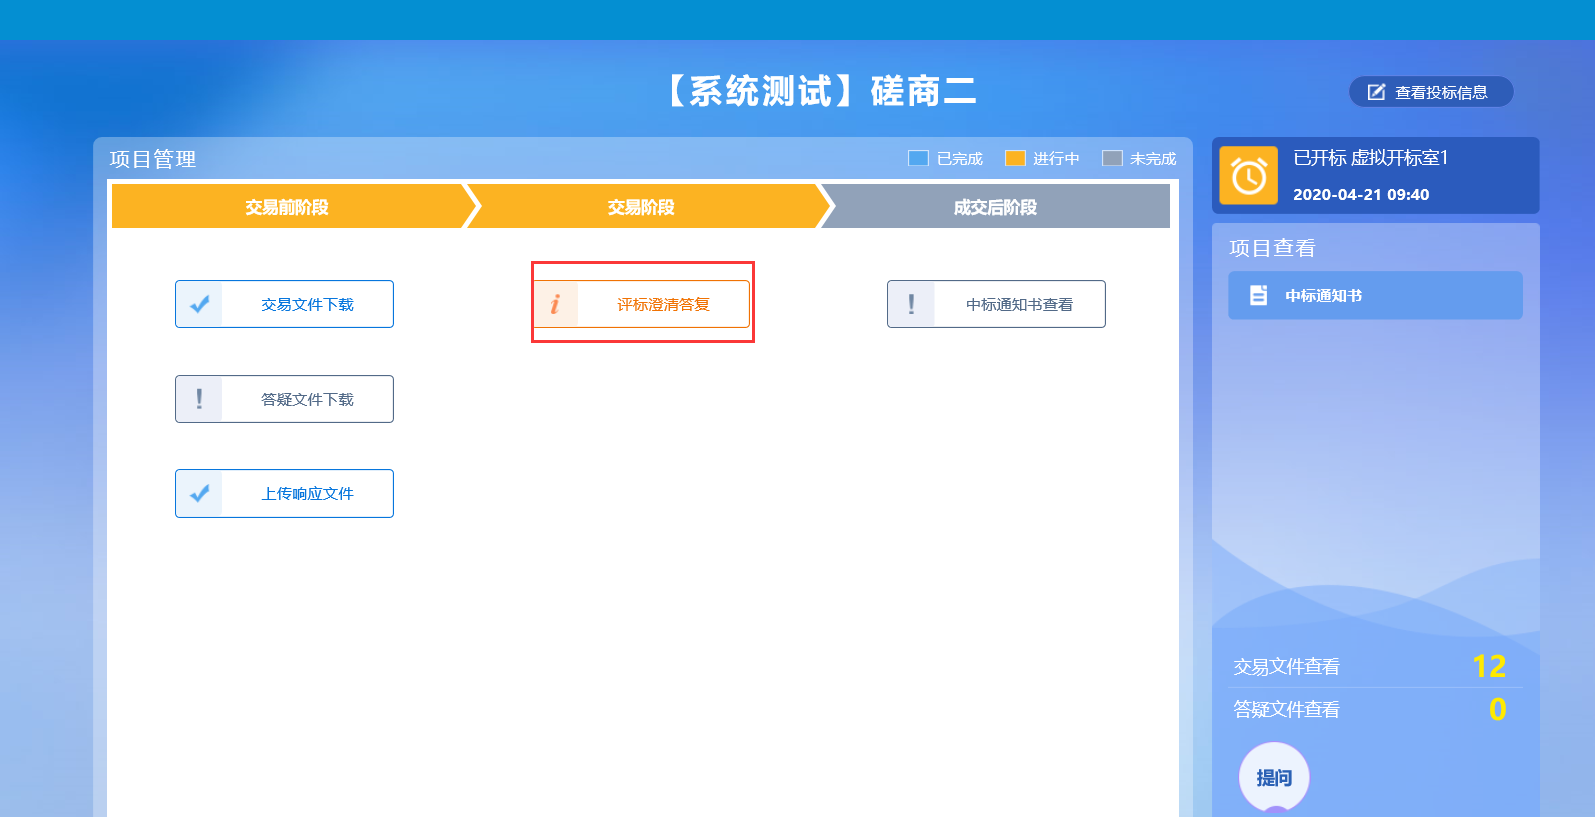 【系统测试】磋商二
查看投标信息
项目管理
已完成 进行中 未完成
交易前阶段 交易阶段 成交后阶段
交易文件下载 评标澄清答复 中标通知书查看
答疑文件下载
上传响应文件
已开标 虚拟开标室1
2020-04-21 09:40
项目查看
中标通知书
交易文件查看 12
答疑文件查看 0
提问